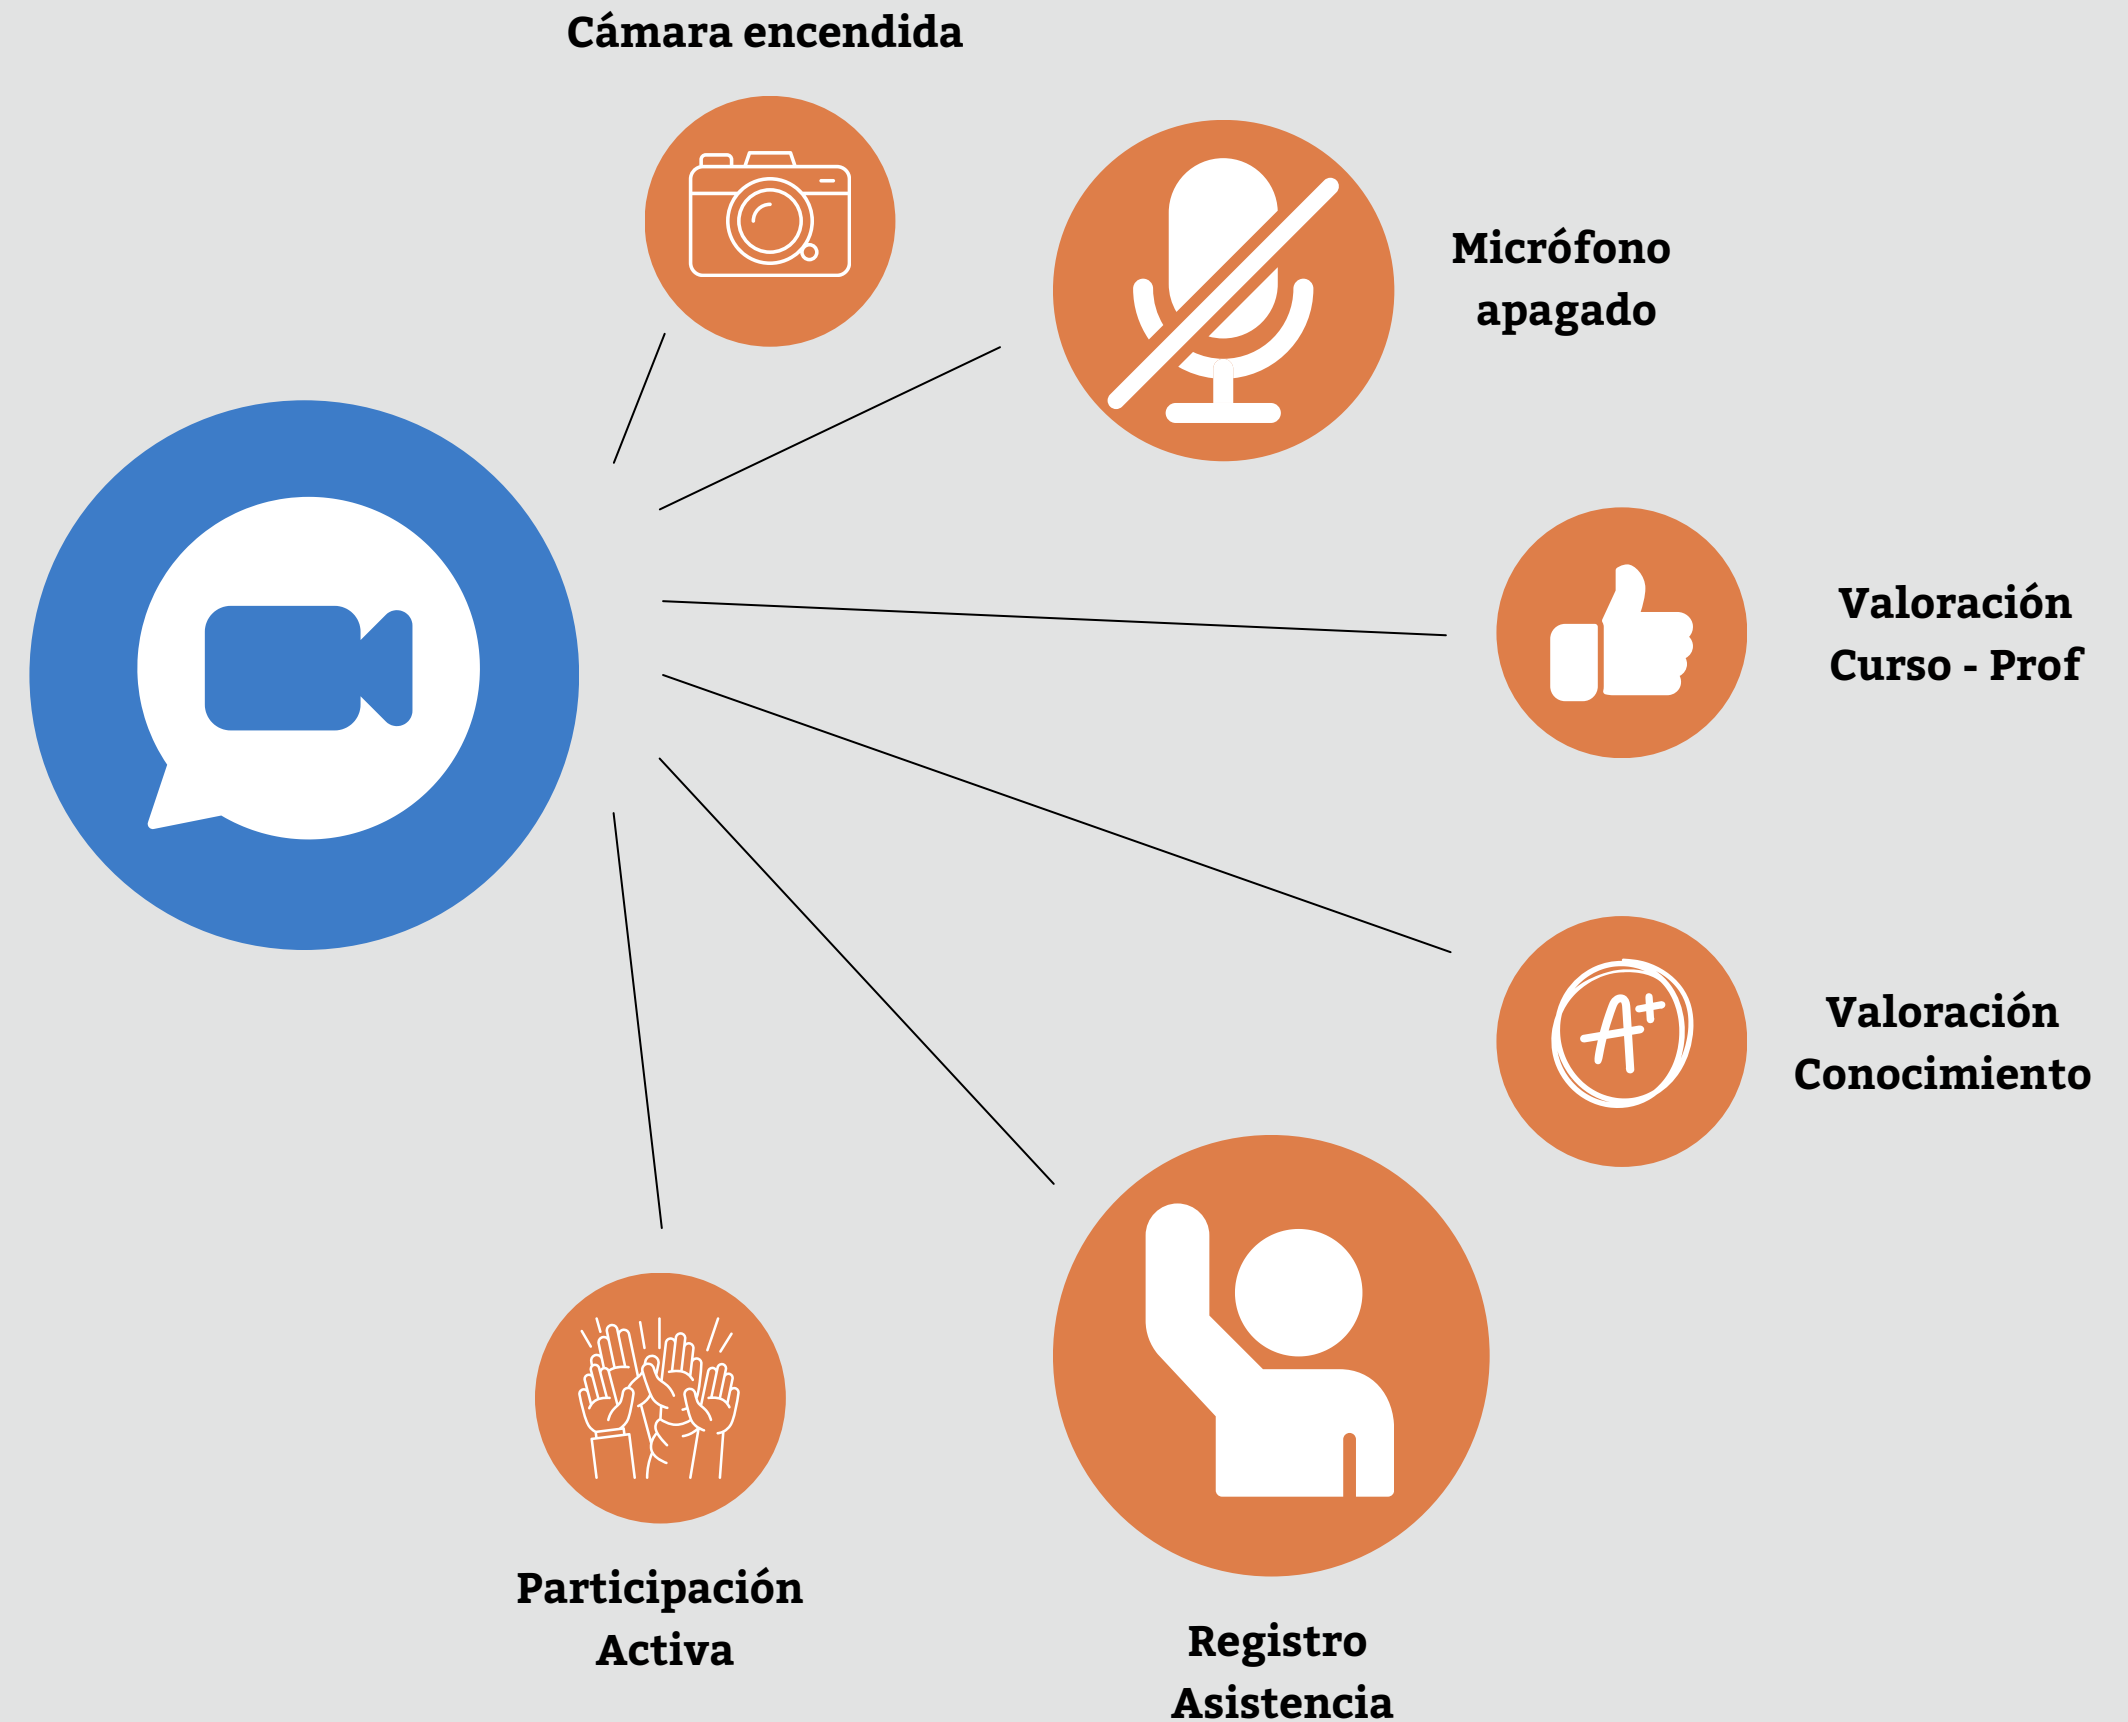 Cámara encendida
Micrófono
apagado
Valoración
Curso - Prof
A+
Valoración
Conocimiento
Participación
Activa
Registro
Asistencia